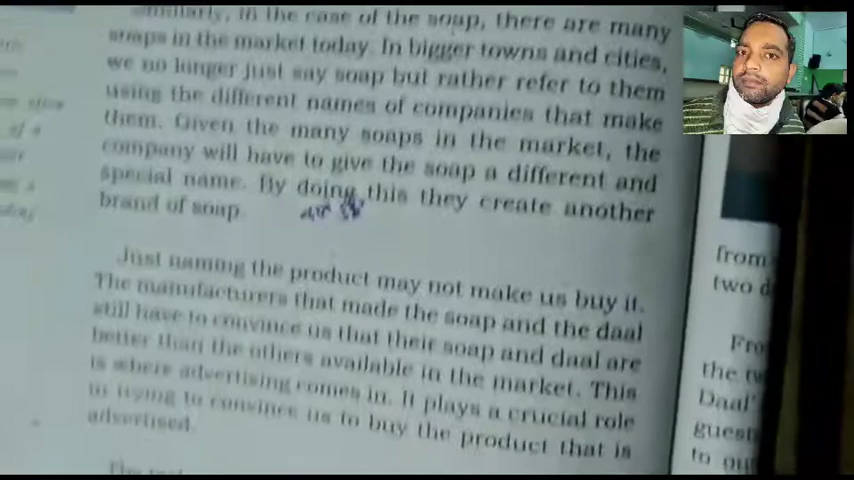 Similarly, in the case of the soap, there are many
soaps in the market today. In bigger towns and cities,
we no longer just say soap but rather refer to them
using the different names of companies that make
them. Given the many soaps in the market, the
company will have to give the soap a different and
special name. By doing this they create another
brand of soap.
Just naming the product may not make us buy it.
The manufacturers that made the soap and the daal
still have to convince us that their soap and daal are
better than the others available in the market. This
is where advertising comes in. It plays a crucial role
in trying to convince us to buy the product that is
advertised.
from
two d
Fro
the tw
Daal'
guest
to ou